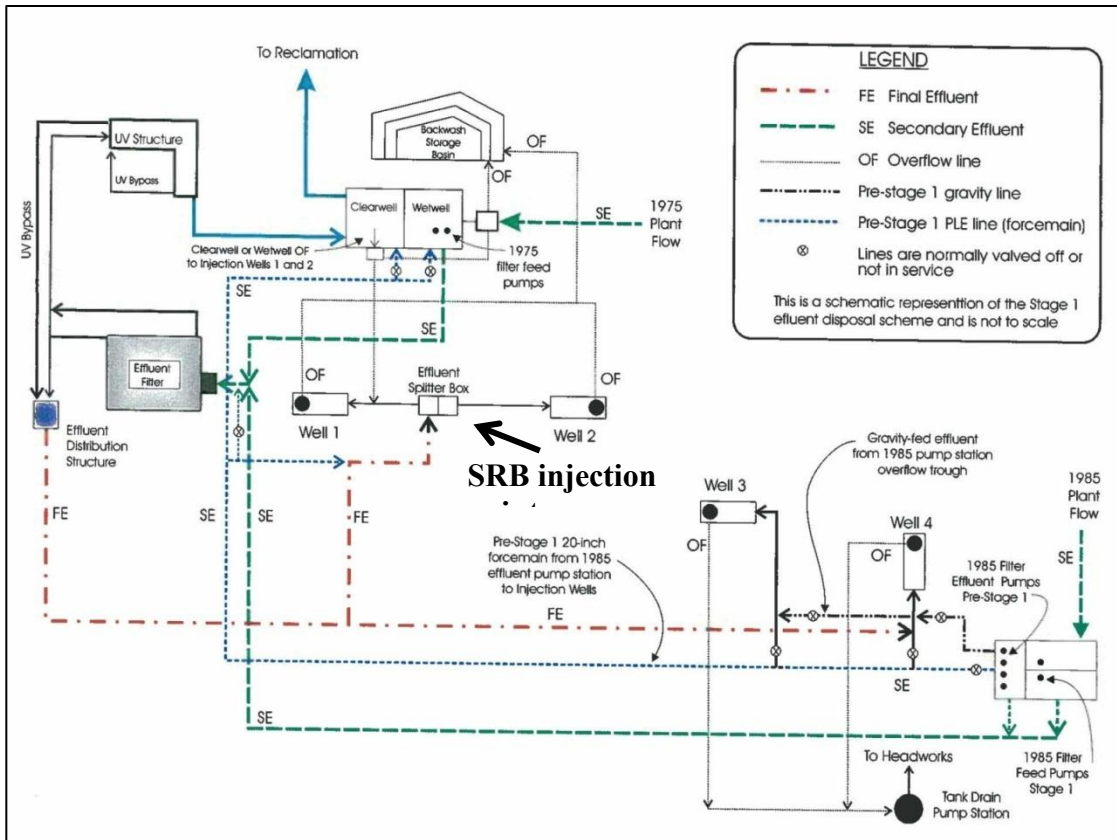 To Reclamation
UV Structure
UV Bypass
UV Bypass
Backwash
Storage
Basin
OF
OF
Clearwell
Wetwell
SE
1975
Plant
Flow
Clearwell or Wetwell OF
to Injection Wells 1 and 2
1975
filter feed
pumps
SE
SE
Effluent
Filter
OF
Effluent
Splitter Box
OF
Well 1
Well 2
Effluent
Distribution
Structure
SRB injection
FE
SE
SE
FE
LEGEND
FE Final Effluent
SE Secondary Effluent
OF Overflow line
Pre-stage 1 gravity line
Pre-Stage 1 PLE line (forcemain)
Lines are normally valved off or
not in service
This is a schematic representtion of the Stage 1
efluent disposal scheme and is not to scale
Gravity-fed effluent
from 1985 pump station
overflow trough
1985
Plant
Flow
Well 3
Well 4
OF
OF
SE
Pre-Stage 1 20-inch
forcemain from 1985
effluent pump station
to Injection Wells
1985 Filter
Effluent Pumps
Pre-Stage 1
FE
SE
SE
To Headworks
Tank Drain
Pump Station
1985 Filter
Feed Pumps
Stage 1